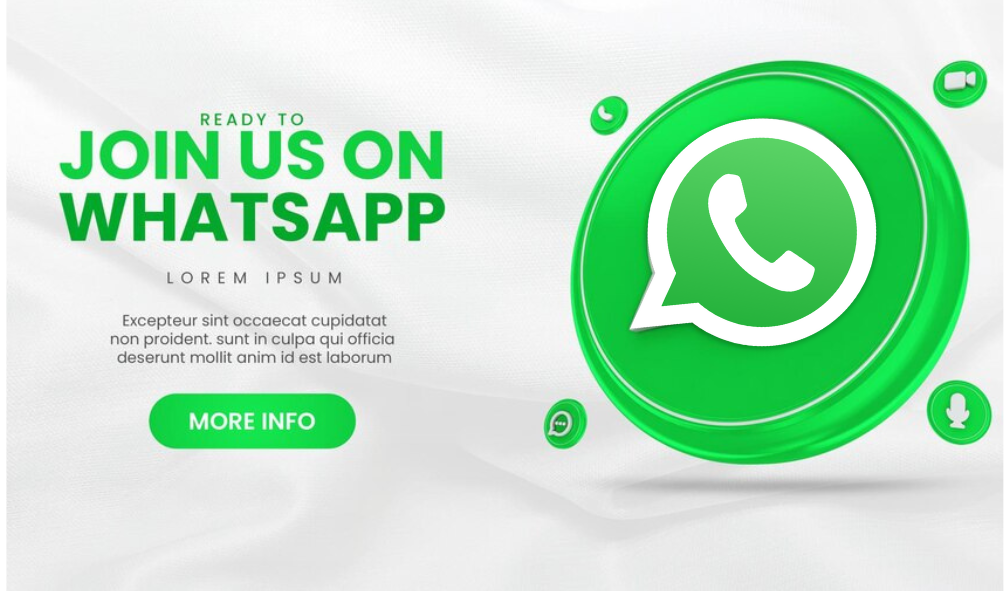 READY TO
JOIN US ON
WHATSAPP
LOREM IPSUM
Excepteur sint occaecat cupidatat
non proident. sunt in culpa qui officia
deserunt mollit anim id est laborum
MORE INFO